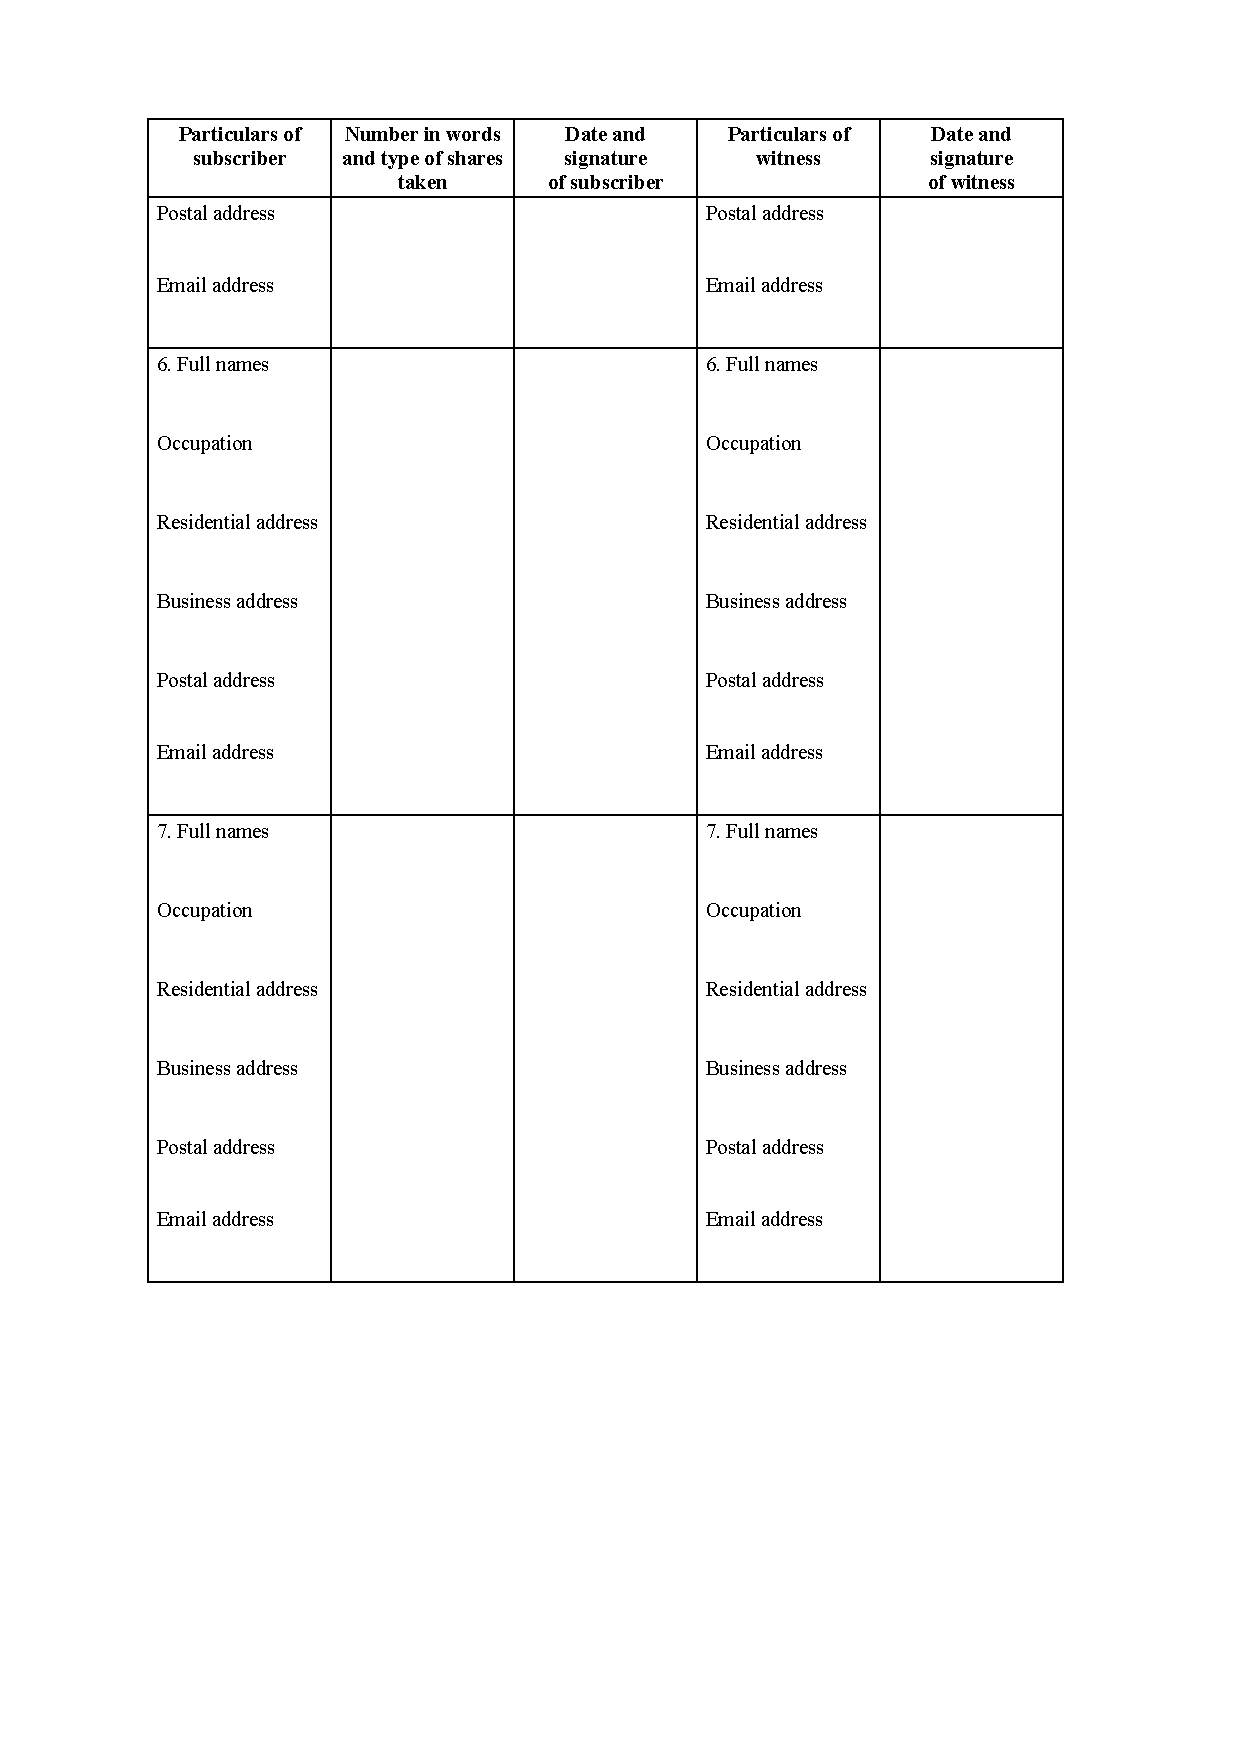 Particulars of
subscriber
Number in words
and type of shares
taken
Date and
signature
of subscriber
Particulars of
witness
Date and
signature
of witness
Postal address
Email address
Postal address
Email address
6. Full names
Occupation
Residential address
Business address
Postal address
Email address
6. Full names
Occupation
Residential address
Business address
Postal address
Email address
7. Full names
Occupation
Residential address
Business address
Postal address
Email address
7. Full names
Occupation
Residential address
Business address
Postal address
Email address